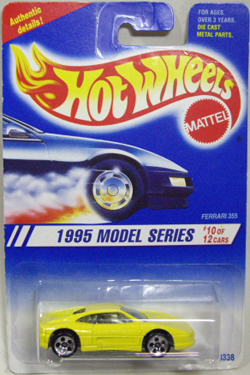 Authentic
details!
FOR AGES
OVER 3 YEARS.
DIE CAST
METAL PARTS.
Hot Wheels
MATTEL
FERRARI 355
1995 MODEL SERIES
#10 OF
12 CARS